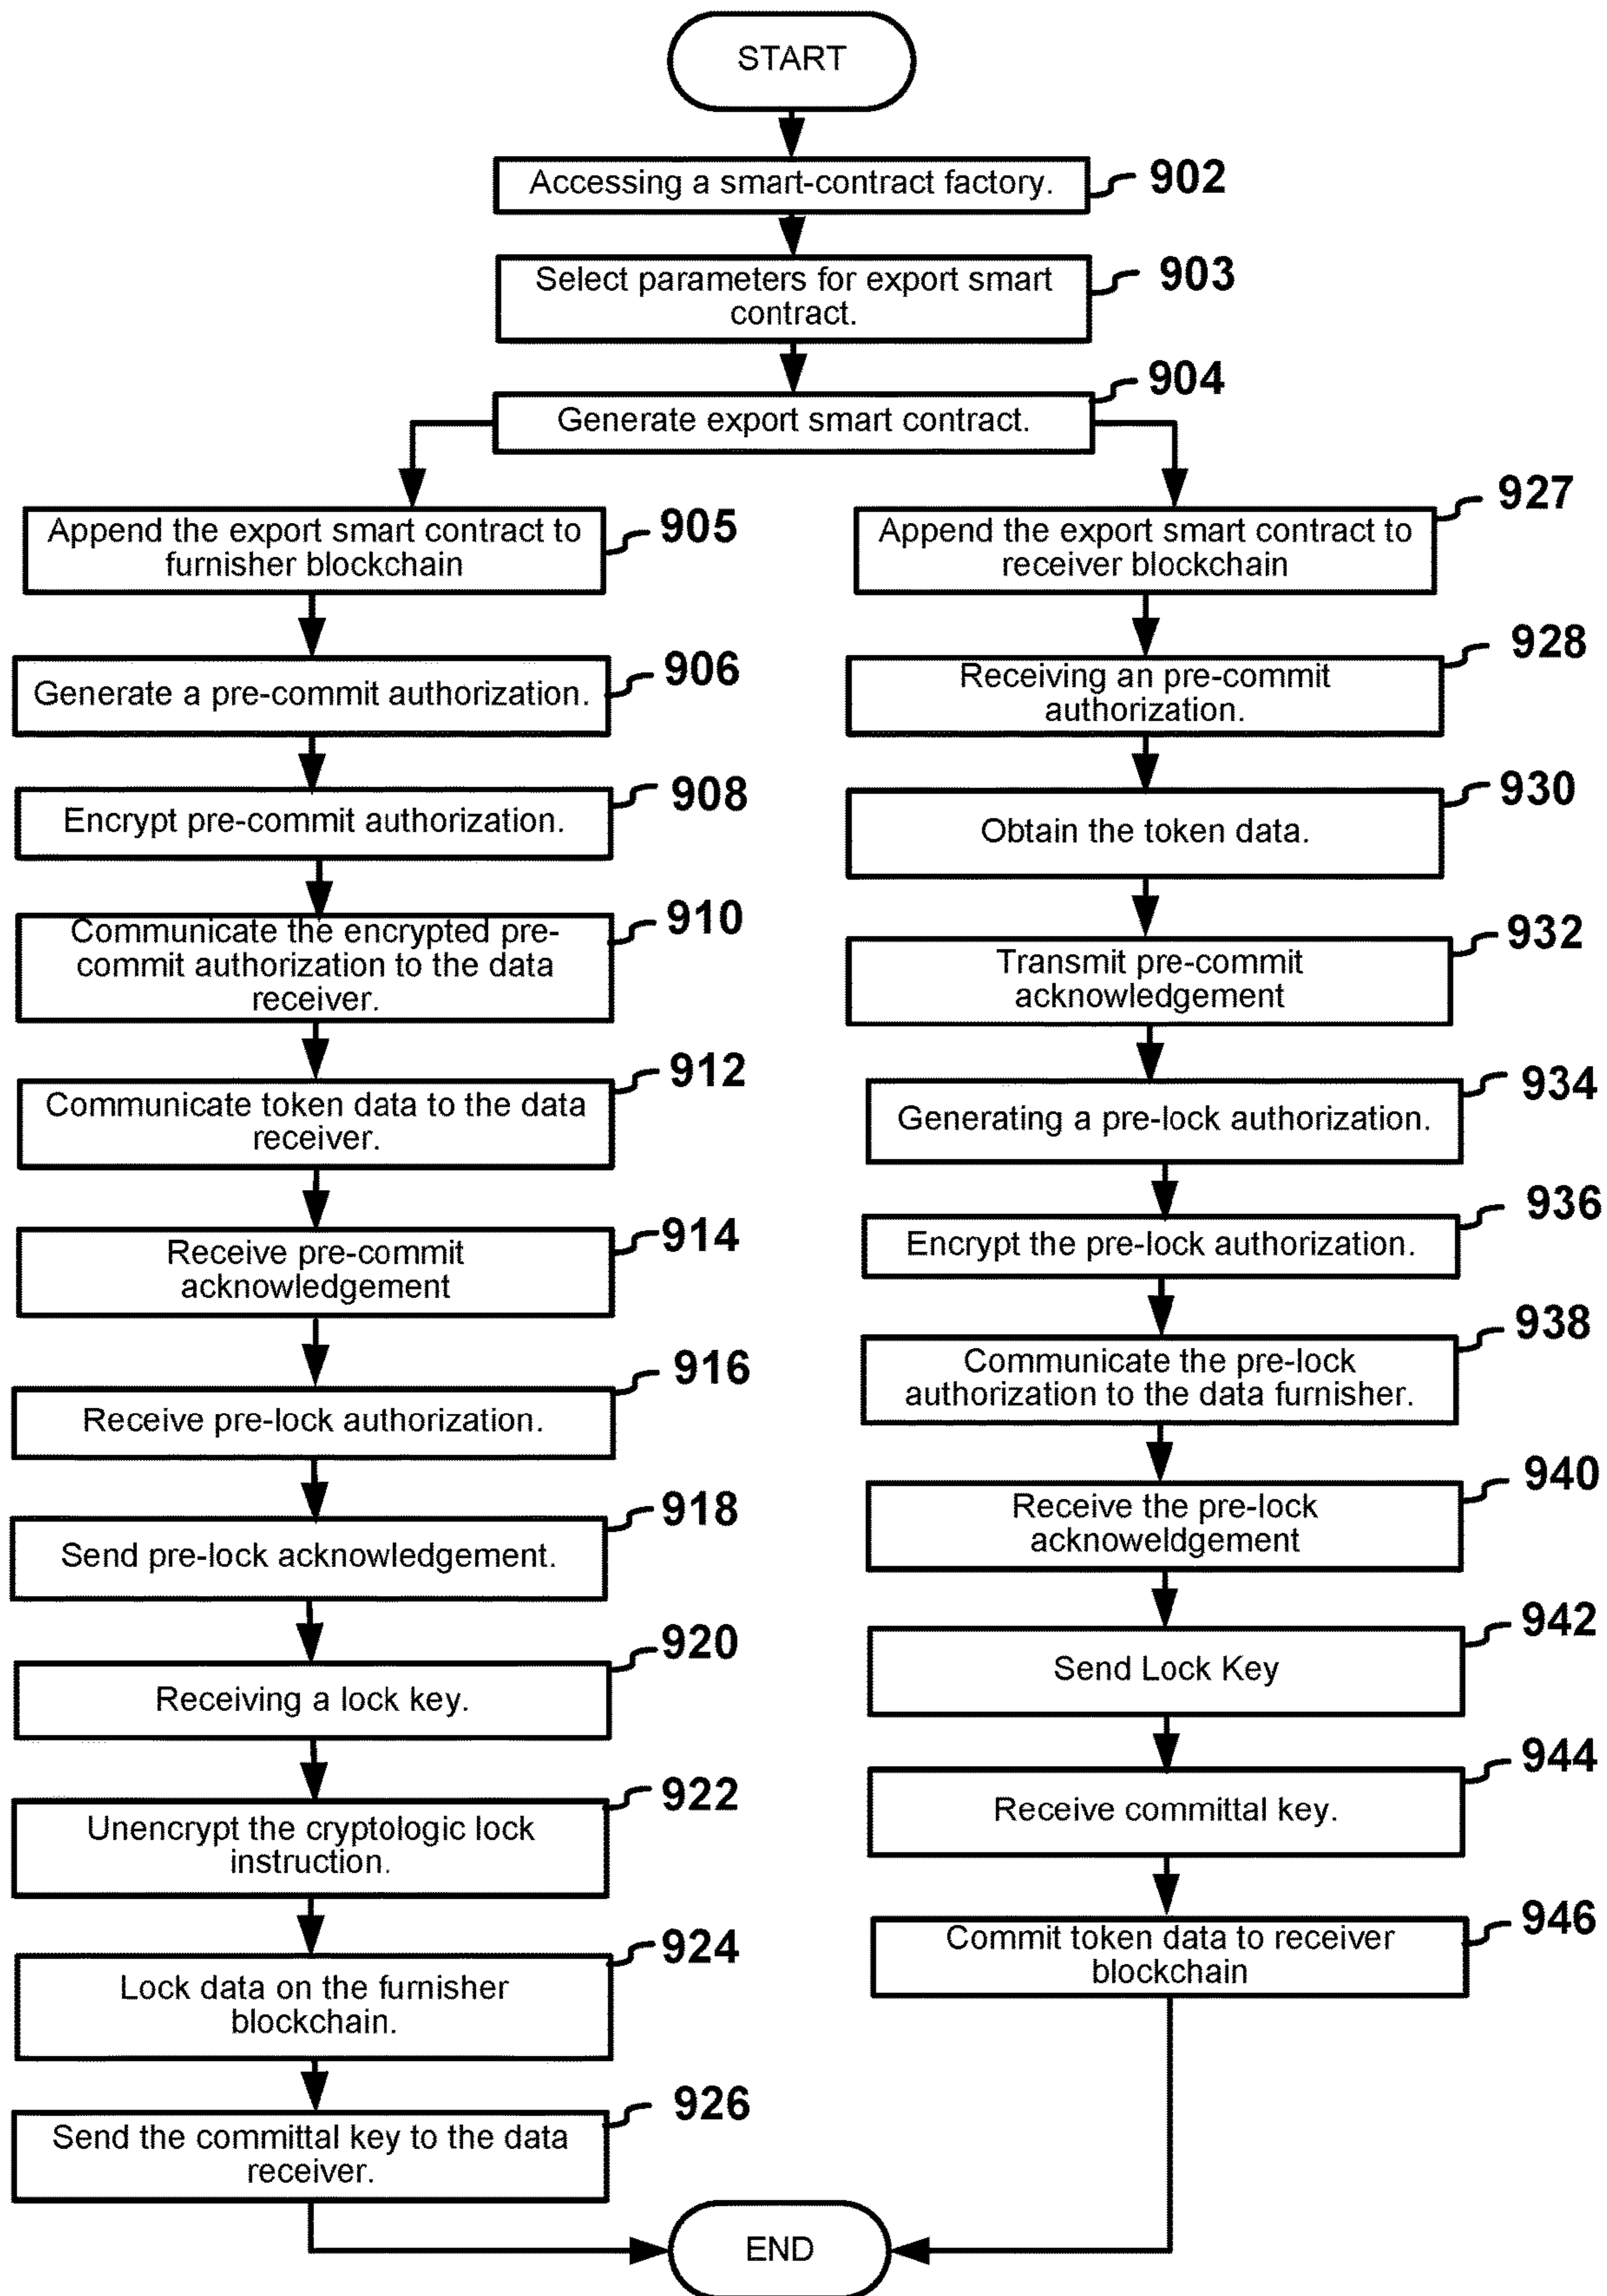 START
Accessing a smart-contract factory.
902
Select parameters for export smart
contract.
903
Generate export smart contract.
904
Append the export smart contract to
furnisher blockchain
905
Generate a pre-commit authorization.
906
Encrypt pre-commit authorization.
908
Communicate the encrypted pre-
commit authorization to the data
receiver.
910
Communicate token data to the data
receiver.
912
Receive pre-commit
acknowledgement
914
Receive pre-lock authorization.
916
Send pre-lock acknowledgement.
918
Receiving a lock key.
920
Unencrypt the cryptologic lock
instruction.
922
Lock data on the furnisher
blockchain.
924
Send the committal key to the data
receiver.
926
Append the export smart contract to
receiver blockchain
927
Receiving an pre-commit
authorization.
928
Obtain the token data.
930
Transmit pre-commit
acknowledgement
932
Generating a pre-lock authorization.
934
Encrypt the pre-lock authorization.
936
Communicate the pre-lock
authorization to the data furnisher.
938
Receive the pre-lock
acknoweldgement
940
Send Lock Key
942
Receive committal key.
944
Commit token data to receiver
blockchain
946
END